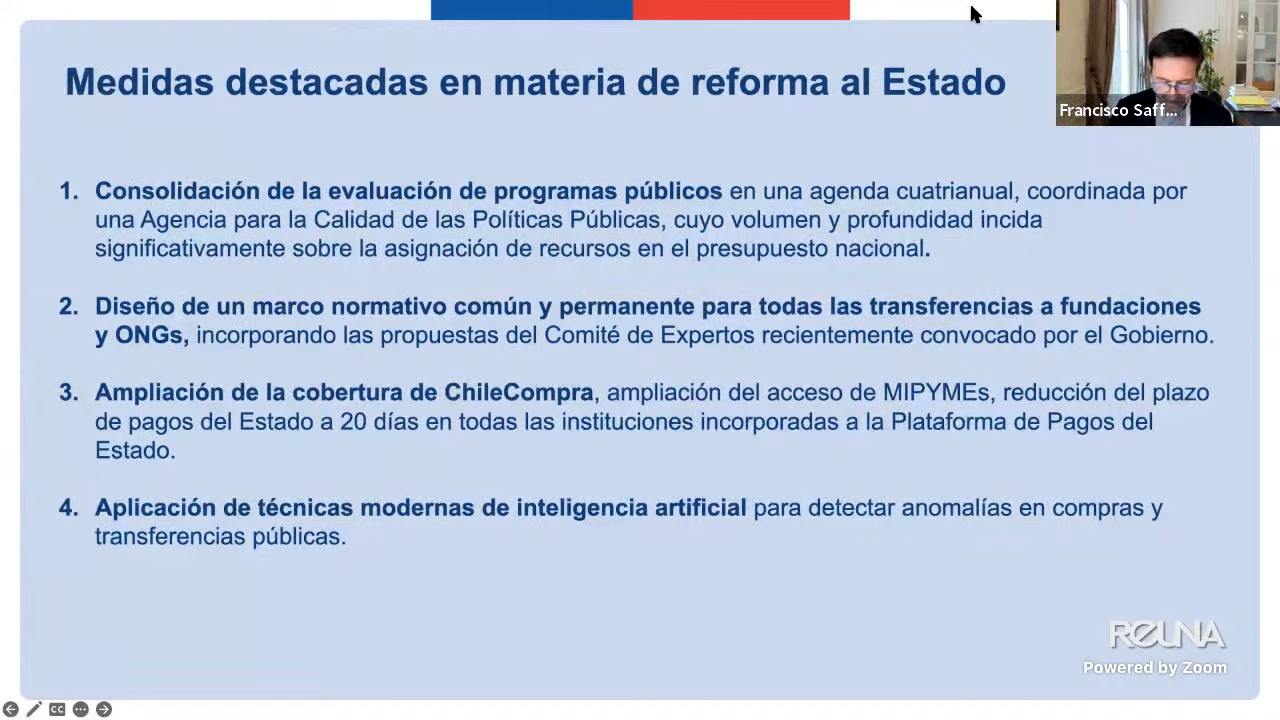 Medidas destacadas en materia de reforma al Estado
Francisco Saff...
1. Consolidación de la evaluación de programas públicos en una agenda cuatrianual, coordinada por
una Agencia para la Calidad de las Políticas Públicas, cuyo volumen y profundidad incida
significativamente sobre la asignación de recursos en el presupuesto nacional.
2. Diseño de un marco normativo común y permanente para todas las transferencias a fundaciones
y ONGs, incorporando las propuestas del Comité de Expertos recientemente convocado por el Gobierno.
3. Ampliación de la cobertura de ChileCompra, ampliación del acceso de MIPYMEs, reducción del plazo
de pagos del Estado a 20 días en todas las instituciones incorporadas a la Plataforma de Pagos del
Estado.
4. Aplicación de técnicas modernas de inteligencia artificial para detectar anomalías en compras y
transferencias públicas.
REUNA
Powered by Zoom
CC